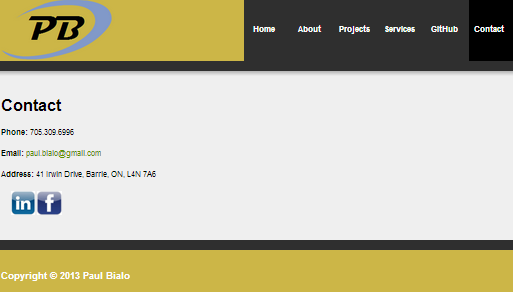 PB
Home About Projects Services GitHub Contact
Contact
Phone: 705.309.6996
Email: paul.bialo@gmail.com
Address: 41 Irwin Drive, Barrie, ON, L4N 7A6
in f
Copyright © 2013 Paul Bialo